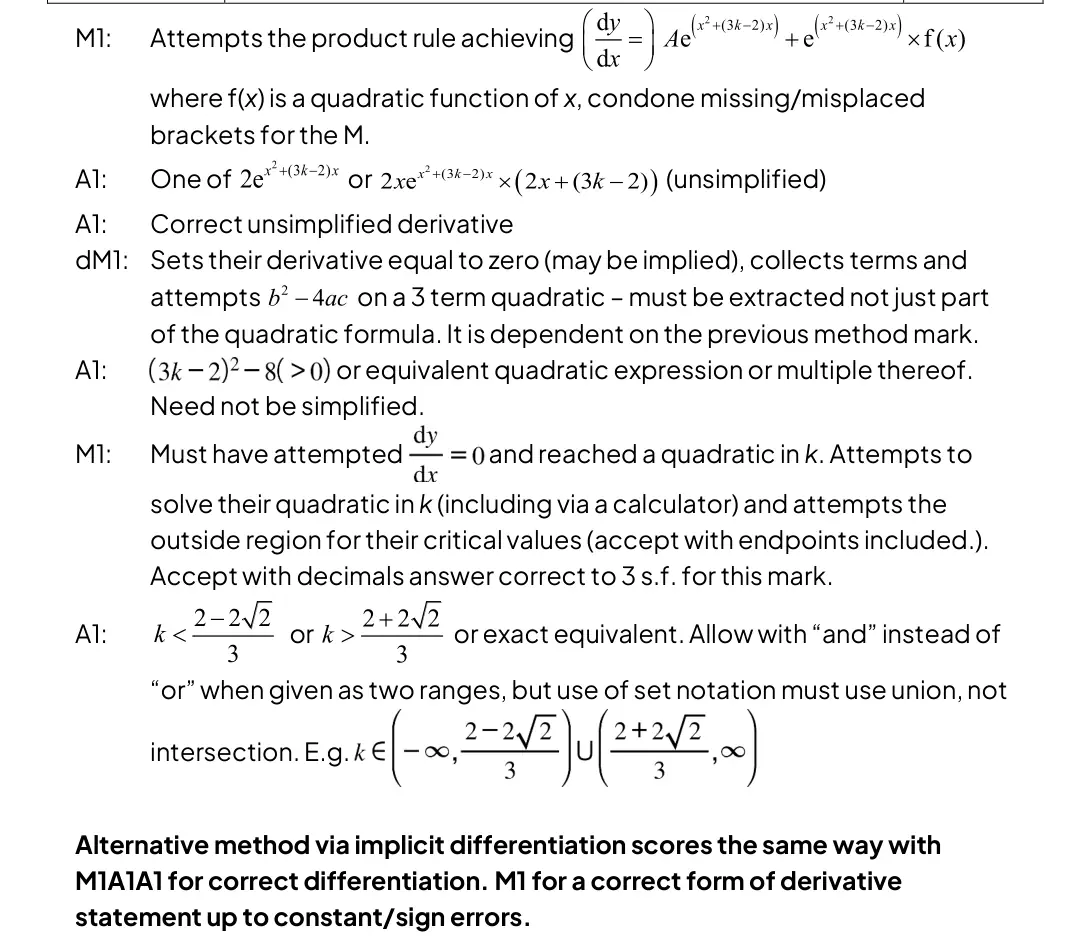 M1: Attempts the product rule achieving (dy/dx =) Ae^(x²+(3k−2)x) + e^(x²+(3k−2)x) × f(x)
where f(x) is a quadratic function of x, condone missing/misplaced
brackets for the M.
A1: One of 2e^(x²+(3k−2)x) or 2xe^(x²+(3k−2)x) × (2x + (3k − 2)) (unsimplified)
A1: Correct unsimplified derivative
dM1: Sets their derivative equal to zero (may be implied), collects terms and
attempts b² − 4ac on a 3 term quadratic – must be extracted not just part
of the quadratic formula. It is dependent on the previous method mark.
A1: (3k − 2)² − 8( > 0) or equivalent quadratic expression or multiple thereof.
Need not be simplified.
M1: Must have attempted dy/dx = 0 and reached a quadratic in k. Attempts to
solve their quadratic in k (including via a calculator) and attempts the
outside region for their critical values (accept with endpoints included.).
Accept with decimals answer correct to 3 s.f. for this mark.
A1: k < (2−2√2)/3 or k > (2+2√2)/3 or exact equivalent. Allow with “and” instead of
“or” when given as two ranges, but use of set notation must use union, not
intersection. E.g. k ∈ (−∞, (2−2√2)/3) ∪ ((2+2√2)/3, ∞)
Alternative method via implicit differentiation scores the same way with
M1A1A1 for correct differentiation. M1 for a correct form of derivative
statement up to constant/sign errors.